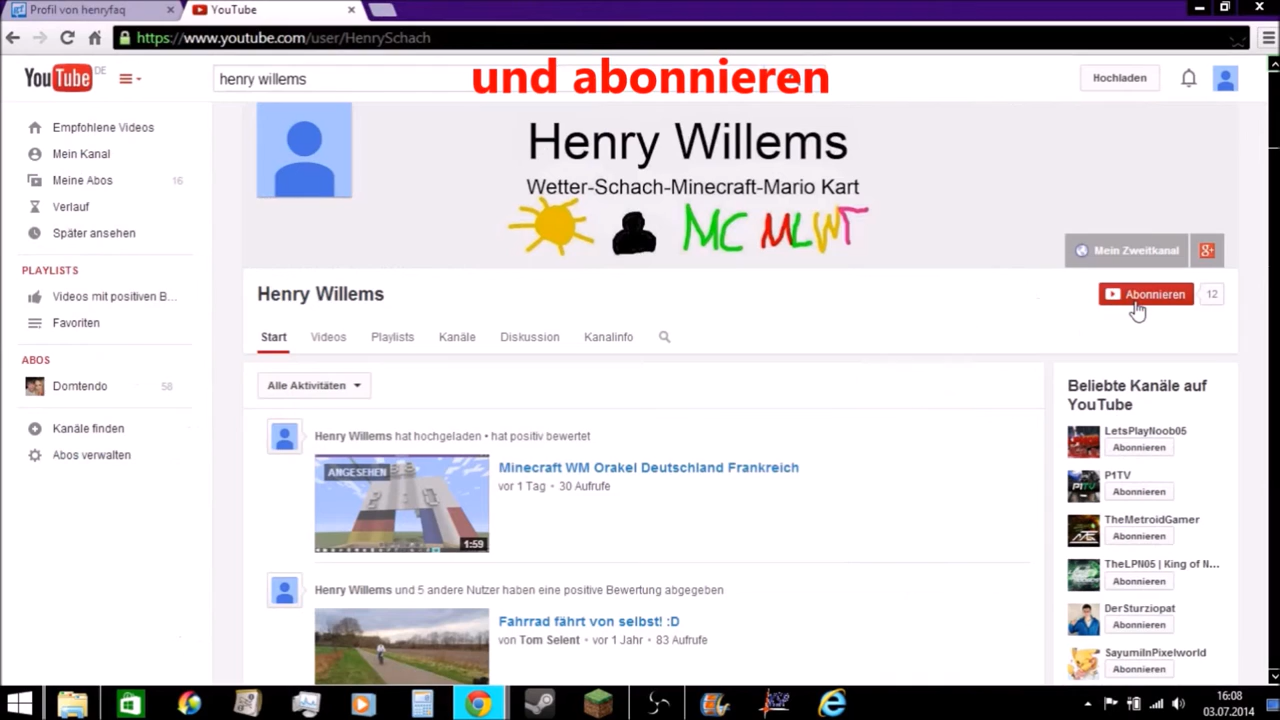 Profil von henryfaq
YouTube
https://www.youtube.com/user/HenrySchach
YouTube DE
henry willems
und abonnieren
Hochladen
Empfohlene Videos
Mein Kanal
Meine Abos 16
Verlauf
Später ansehen
PLAYLISTS
Videos mit positiven B...
Favoriten
ABOS
Domtendo 58
Kanäle finden
Abos verwalten
Henry Willems
Wetter-Schach-Minecraft-Mario Kart
MC MLWT
Mein Zweitkanal
Henry Willems
Abonnieren 12
Start Videos Playlists Kanäle Diskussion Kanalinfo
Alle Aktivitäten
Henry Willems hat hochgeladen • hat positiv bewertet
ANGESEHEN
1:59
Minecraft WM Orakel Deutschland Frankreich
vor 1 Tag • 30 Aufrufe
Henry Willems und 5 andere Nutzer haben eine positive Bewertung abgegeben
Fahrrad fährt von selbst! :D
von Tom Selent • vor 1 Jahr • 83 Aufrufe
Beliebte Kanäle auf
YouTube
LetsPlayNoob05
Abonnieren
P1TV
Abonnieren
TheMetroidGamer
Abonnieren
TheLPN05 | King of N...
Abonnieren
DerSturziopat
Abonnieren
SayumiInPixelworld
Abonnieren
16:08
03.07.2014